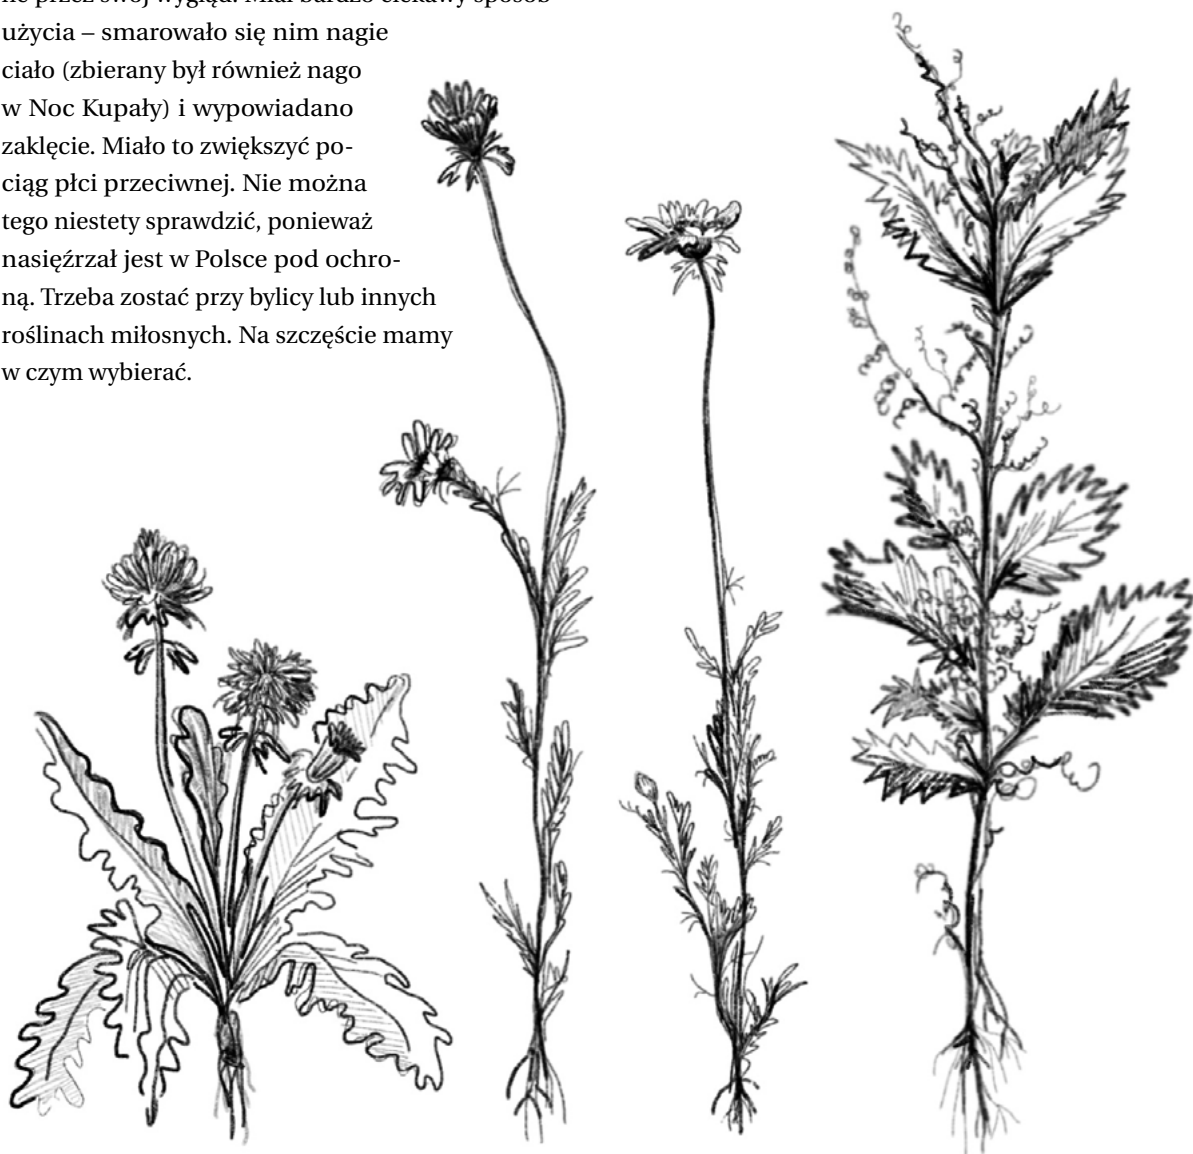 użycia – smarowało się nim nagie
ciało (zbierany był również nago
w Noc Kupały) i wypowiadano
zaklęcie. Miało to zwiększyć po-
ciąg płci przeciwnej. Nie można
tego niestety sprawdzić, ponieważ
nasięźrzał jest w Polsce pod ochro-
ną. Trzeba zostać przy bylicy lub innych
roślinach miłosnych. Na szczęście mamy
w czym wybierać.